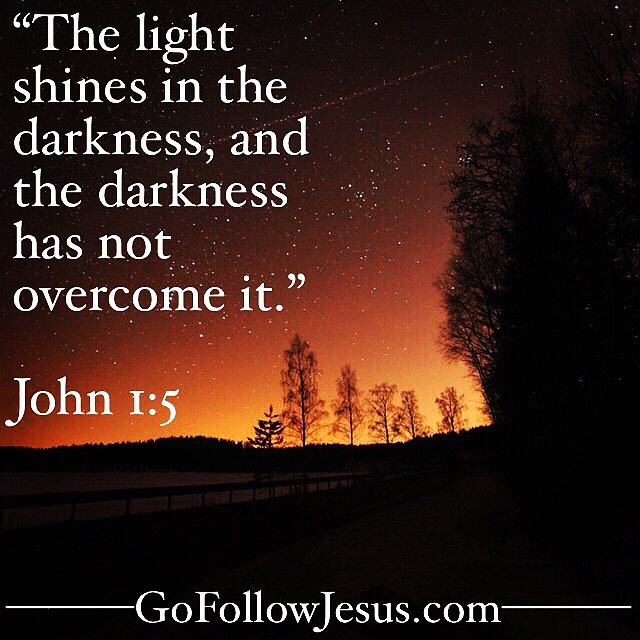 “The light
shines in the
darkness, and
the darkness
has not
overcome it.”
John 1:5
GoFollowJesus.com